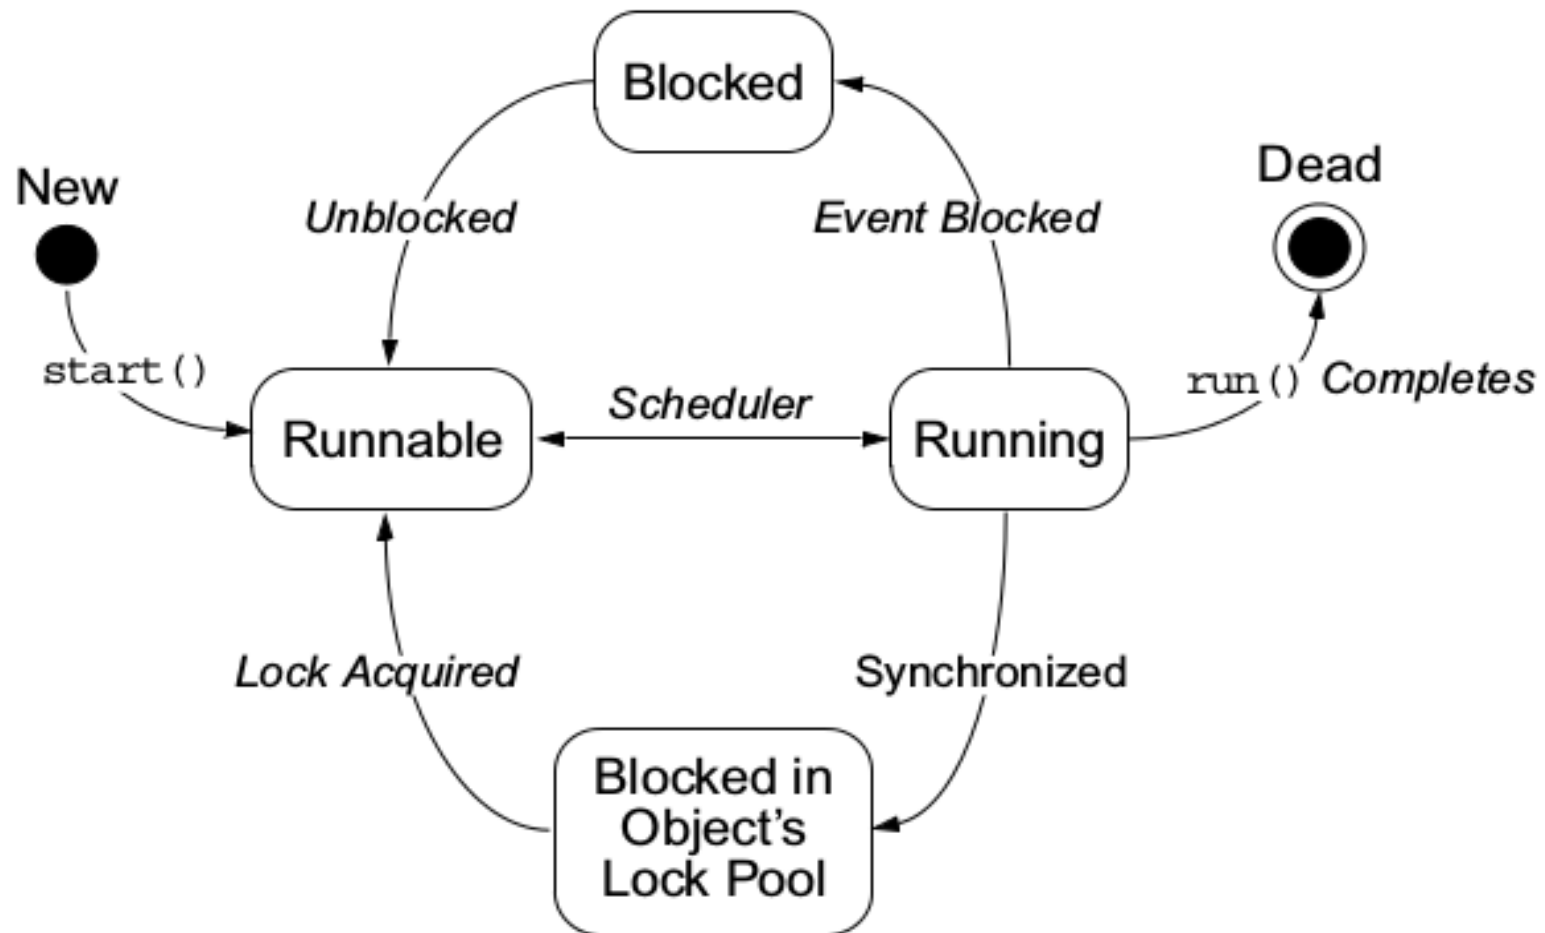 Blocked
New
Dead
Unblocked
Event Blocked
start()
Scheduler
run() Completes
Runnable
Running
Lock Acquired
Synchronized
Blocked in
Object’s
Lock Pool